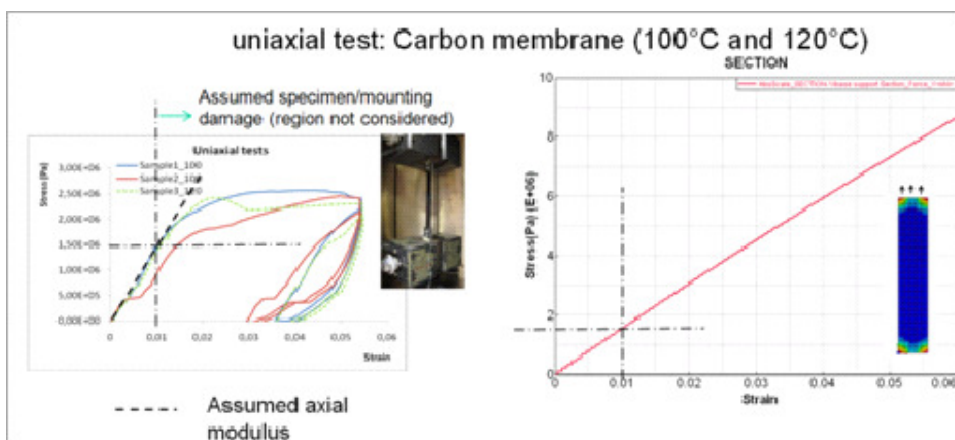 uniaxial test: Carbon membrane (100°C and 120°C)
Assumed specimen/mounting
damage (region not considered)
Uniaxial tests
Stress(Pa)
3,00E+06
2,50E+06
2,00E+06
1,50E+06
1,00E+06
5,00E+05
0,00E+00
Sample1_100
Sample2_100
Sample3_120
0
0,01
0,02
0,03
0,04
0,05
0,06
Strain
Assumed axial
modulus
SECTION
Stress(Pa) (E+06)
10
8
6
4
2
0
0
0.01
0.02
0.03
0.04
0.05
0.06
Strain